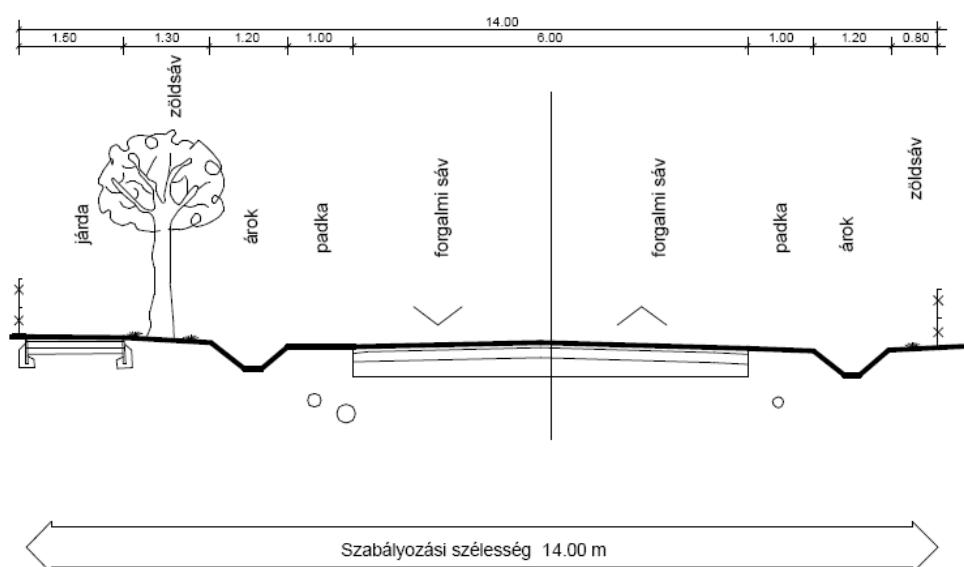 14.00
1.50 1.30 1.20 1.00 6.00 1.00 1.20 0.80
járda
zöldsáv
árok
padka
forgalmi sáv
forgalmi sáv
padka
árok
zöldsáv
Szabályozási szélesség 14.00 m